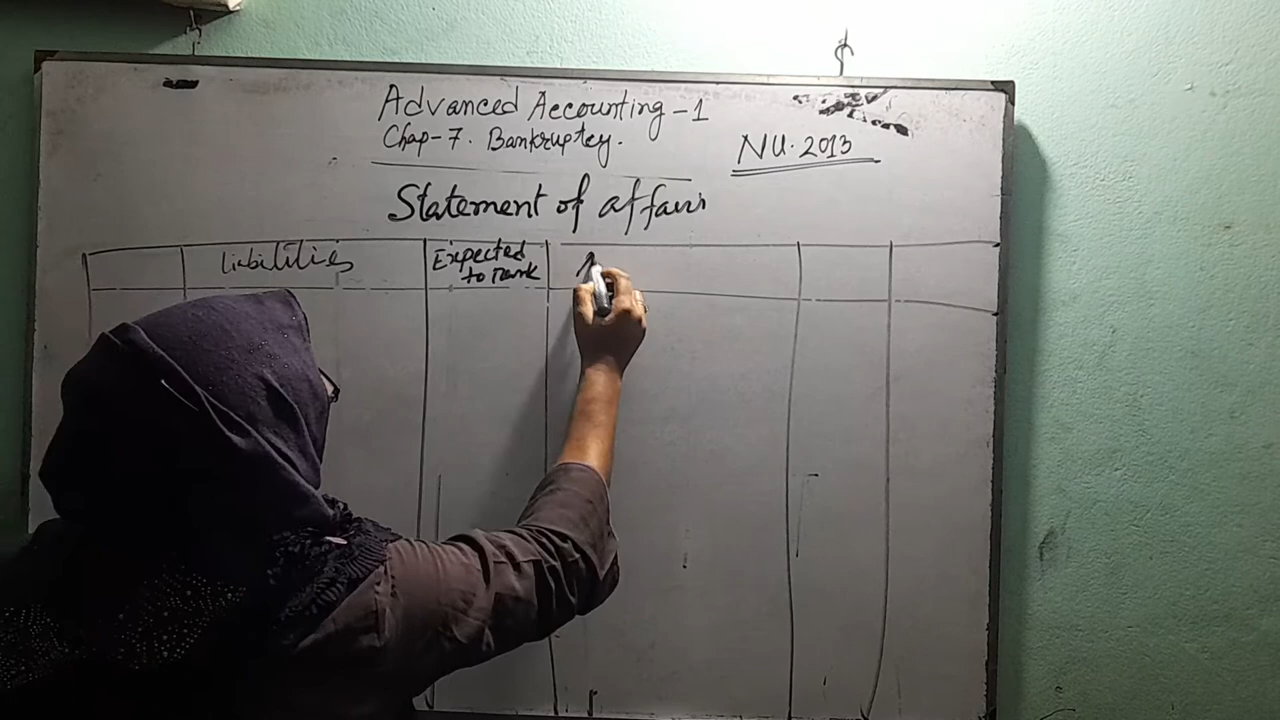 Advanced Accounting-1
Chap-7. Bankruptcy.
NU. 2013
Statement of affairs
Liabilities
Expected
to rank